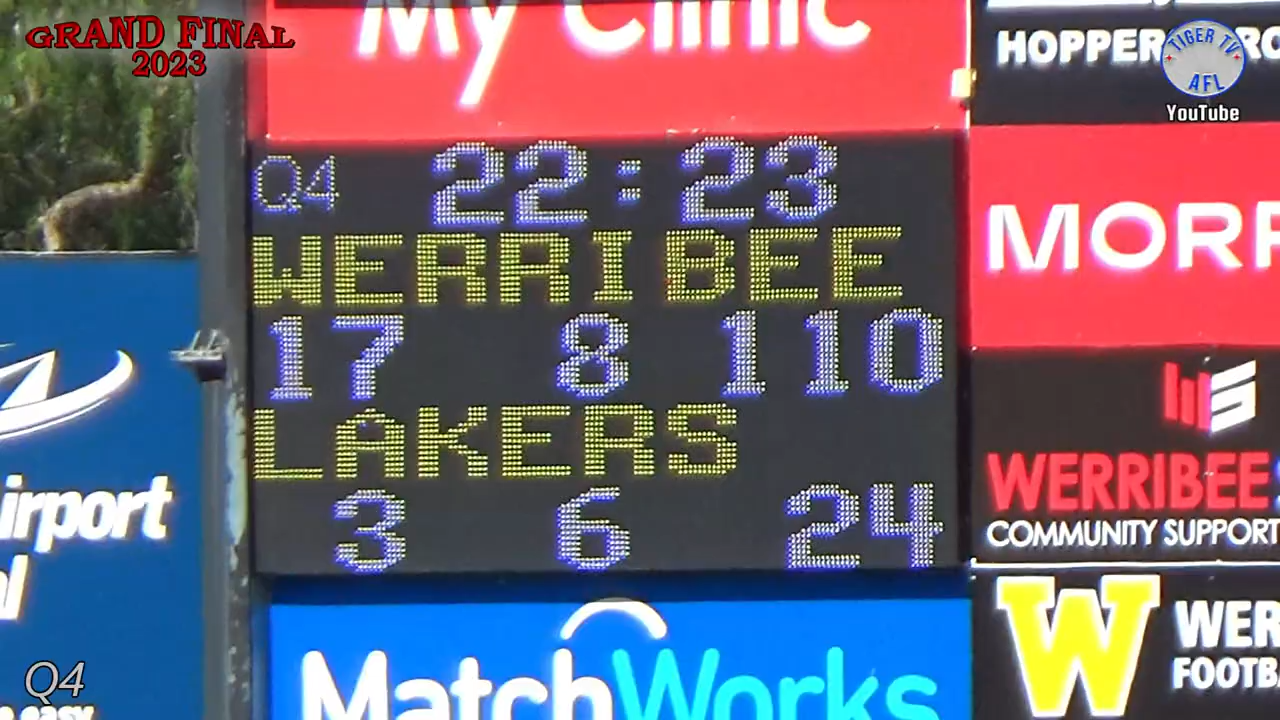 GRAND FINAL
2023
My Clinic
HOPPER
TIGER TV
AFL
YouTube
Q4 22:23
WERRIBEE
17 8 110
LAKERS
3 6 24
MORR
irport
l
easy
WERRIBEE
COMMUNITY SUPPORT
MatchWorks
W WER
FOOTB
Q4